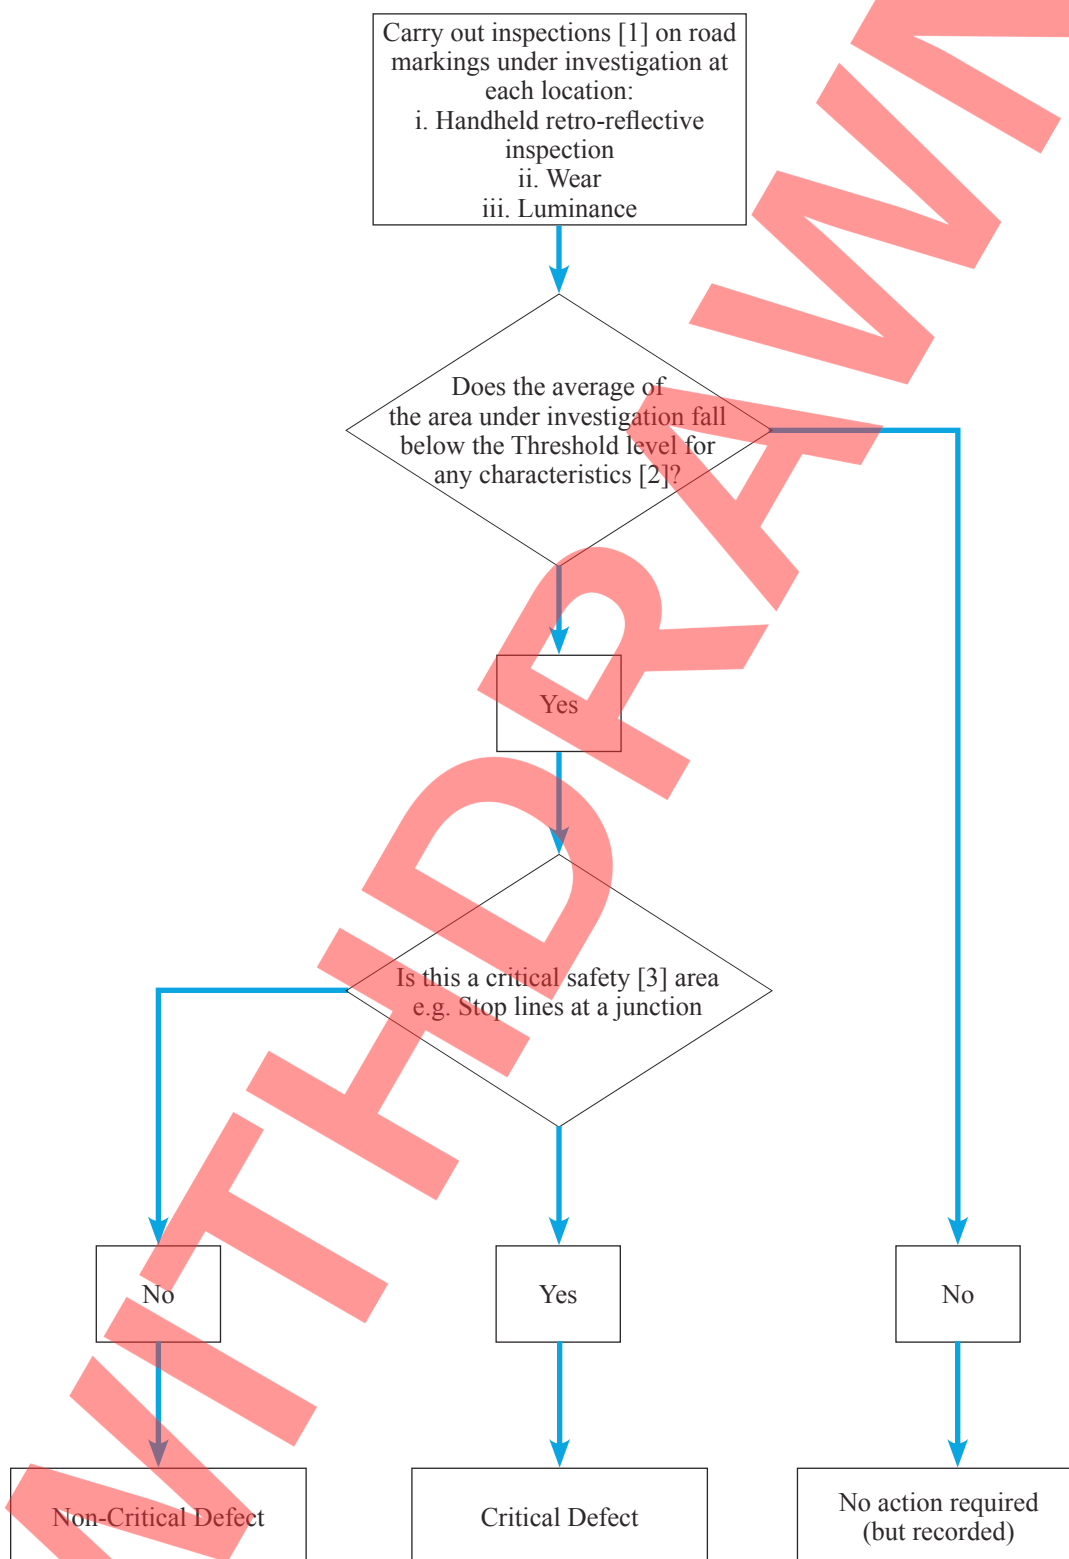 Carry out inspections [1] on road
markings under investigation at
each location:
i. Handheld retro-reflective
inspection
ii. Wear
iii. Luminance
Does the average of
the area under investigation fall
below the Threshold level for
any characteristics [2]?
Yes
Is this a critical safety [3] area
e.g. Stop lines at a junction
No
Yes
No
Non-Critical Defect
Critical Defect
No action required
(but recorded)
WITHDRAWN